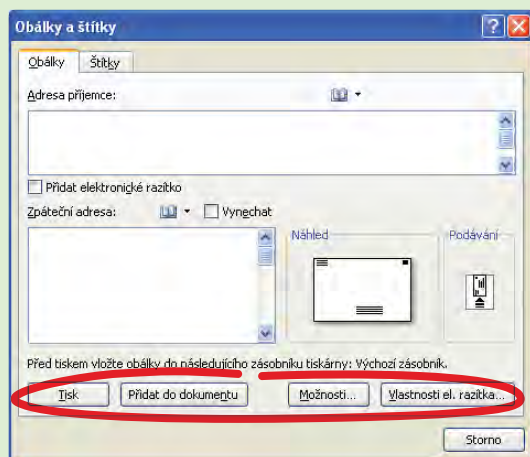 Obálky a štítky
Obálky Štítky
Adresa příjemce:
Přidat elektronické razítko
Zpáteční adresa: Vynechat
Náhled Podávání
Před tiskem vložte obálky do následujícího zásobníku tiskárny: Výchozí zásobník.
Tisk Přidat do dokumentu Možnosti... Vlastnosti el. razítka...
Storno